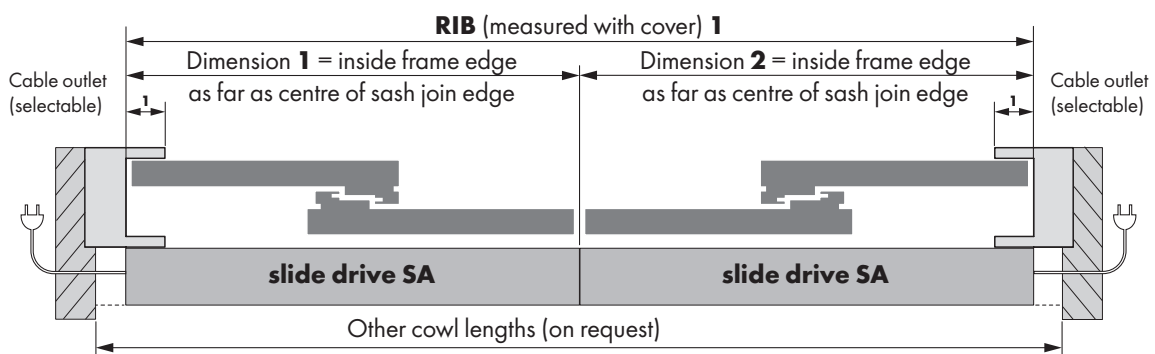 RIB (measured with cover) 1
Dimension 1 = inside frame edge
as far as centre of sash join edge
Dimension 2 = inside frame edge
as far as centre of sash join edge
Cable outlet
(selectable)
1
1
Cable outlet
(selectable)
slide drive SA
slide drive SA
Other cowl lengths (on request)